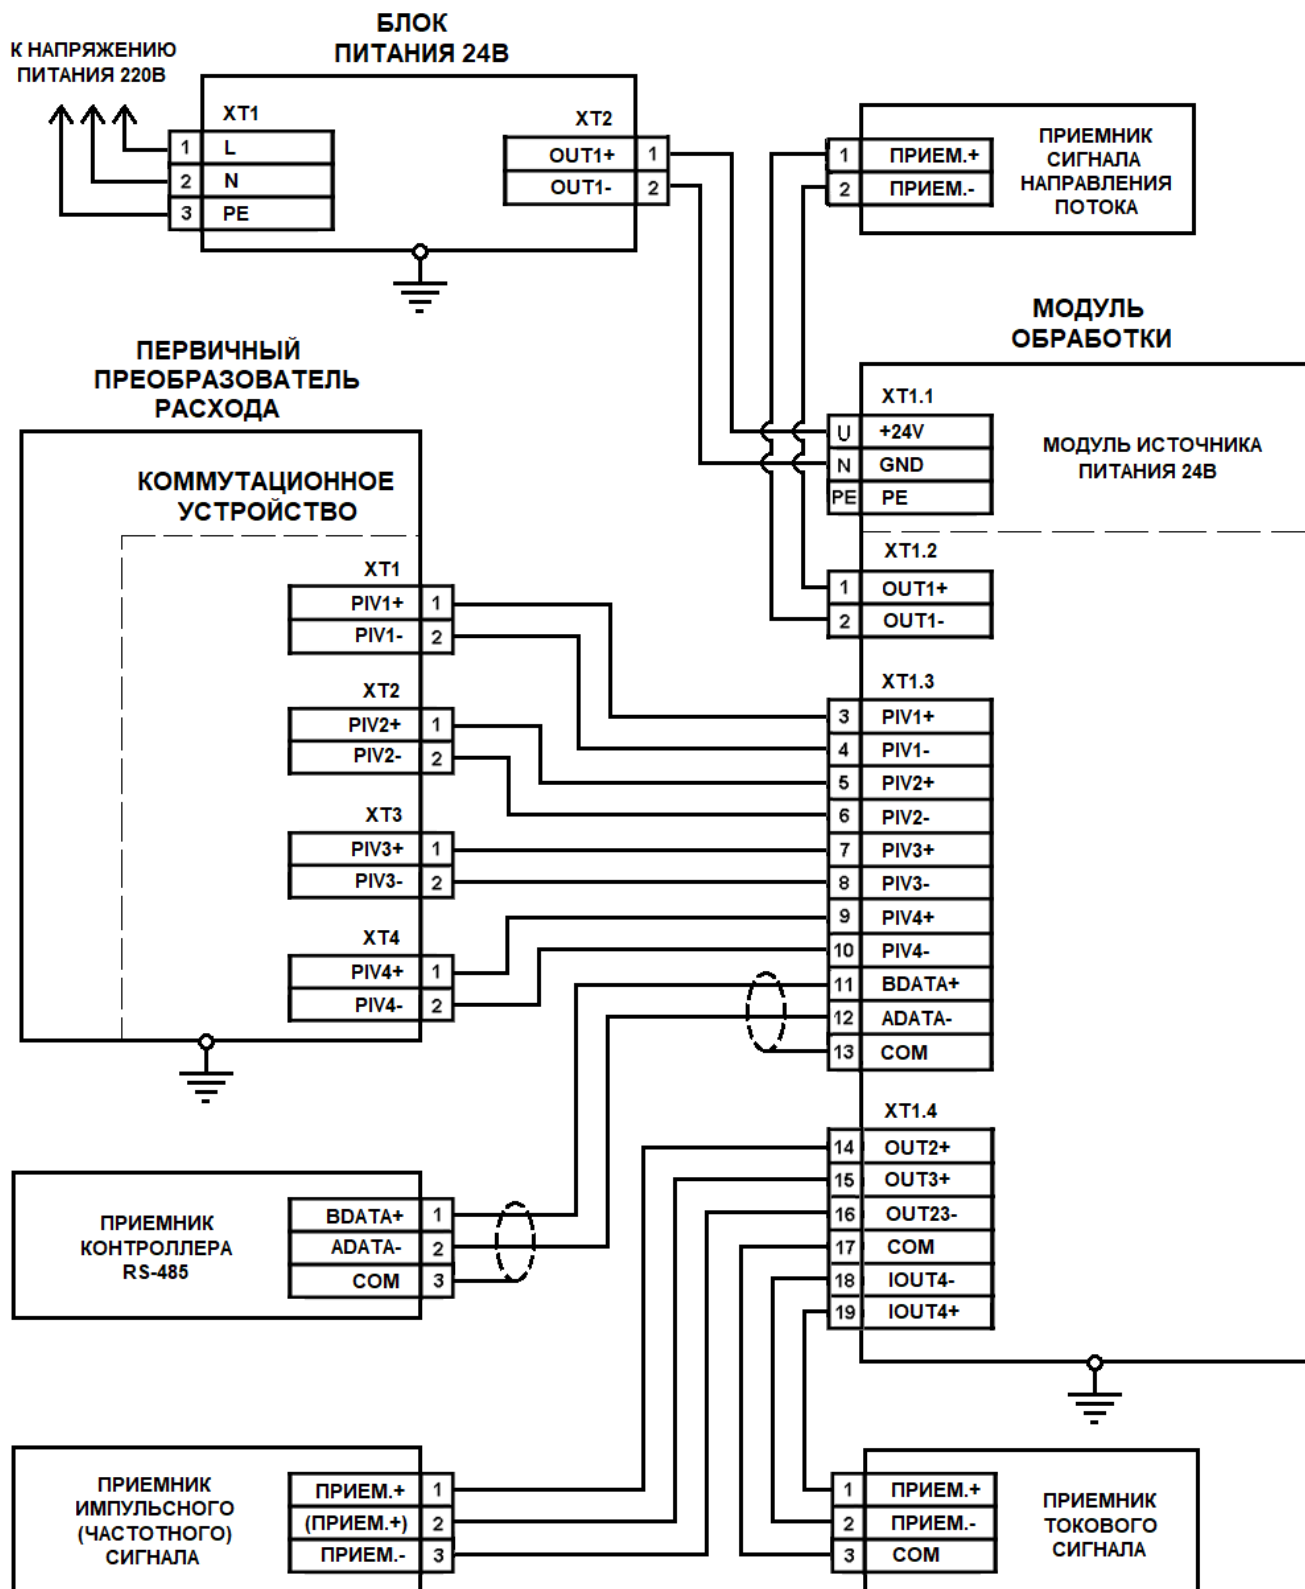 БЛОК
ПИТАНИЯ 24В
К НАПРЯЖЕНИЮ
ПИТАНИЯ 220В
XT1
1 L
2 N
3 PE
XT2
OUT1+ 1
OUT1- 2
1 ПРИЕМ.+
2 ПРИЕМ.-
ПРИЕМНИК
СИГНАЛА
НАПРАВЛЕНИЯ
ПОТОКА
МОДУЛЬ
ОБРАБОТКИ
XT1.1
U +24V
N GND
PE PE
МОДУЛЬ ИСТОЧНИКА
ПИТАНИЯ 24В
XT1.2
1 OUT1+
2 OUT1-
XT1.3
3 PIV1+
4 PIV1-
5 PIV2+
6 PIV2-
7 PIV3+
8 PIV3-
9 PIV4+
10 PIV4-
11 BDATA+
12 ADATA-
13 COM
XT1.4
14 OUT2+
15 OUT3+
16 OUT23-
17 COM
18 IOUT4-
19 IOUT4+
ПЕРВИЧНЫЙ
ПРЕОБРАЗОВАТЕЛЬ
РАСХОДА
КОММУТАЦИОННОЕ
УСТРОЙСТВО
XT1
PIV1+ 1
PIV1- 2
XT2
PIV2+ 1
PIV2- 2
XT3
PIV3+ 1
PIV3- 2
XT4
PIV4+ 1
PIV4- 2
ПРИЕМНИК
КОНТРОЛЛЕРА
RS-485
BDATA+ 1
ADATA- 2
COM 3
ПРИЕМНИК
ИМПУЛЬСНОГО
(ЧАСТОТНОГО)
СИГНАЛА
ПРИЕМ.+ 1
(ПРИЕМ.+) 2
ПРИЕМ.- 3
1 ПРИЕМ.+
2 ПРИЕМ.-
3 COM
ПРИЕМНИК
ТОКОВОГО
СИГНАЛА